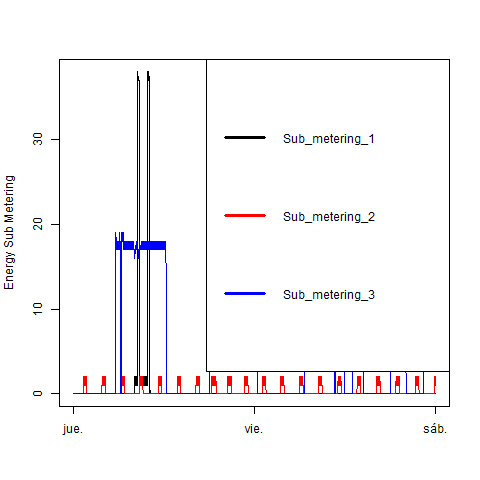 Energy Sub Metering
30
20
10
0
Sub_metering_1
Sub_metering_2
Sub_metering_3
jue.
vie.
sáb.